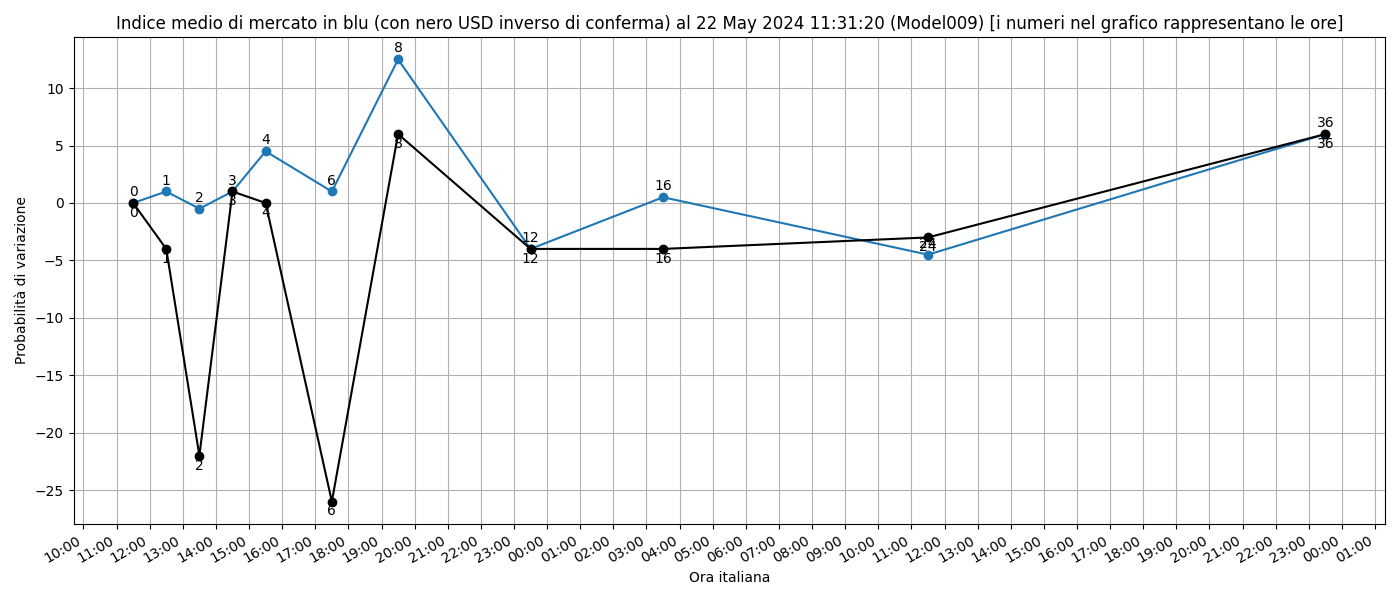 Indice medio di mercato in blu (con nero USD inverso di conferma) al 22 May 2024 11:31:20 (Model009) [i numeri nel grafico rappresentano le ore]
Probabilità di variazione
10
5
0
−5
−10
−15
−20
−25
0 1 2 3 4 6 8 12 16 24 36
0 1 2 3 4 6 8 12 16 24 36
10:00 11:00 12:00 13:00 14:00 15:00 16:00 17:00 18:00 19:00 20:00 21:00 22:00 23:00 00:00 01:00 02:00 03:00 04:00 05:00 06:00 07:00 08:00 09:00 10:00 11:00 12:00 13:00 14:00 15:00 16:00 17:00 18:00 19:00 20:00 21:00 22:00 23:00 00:00 01:00
Ora italiana